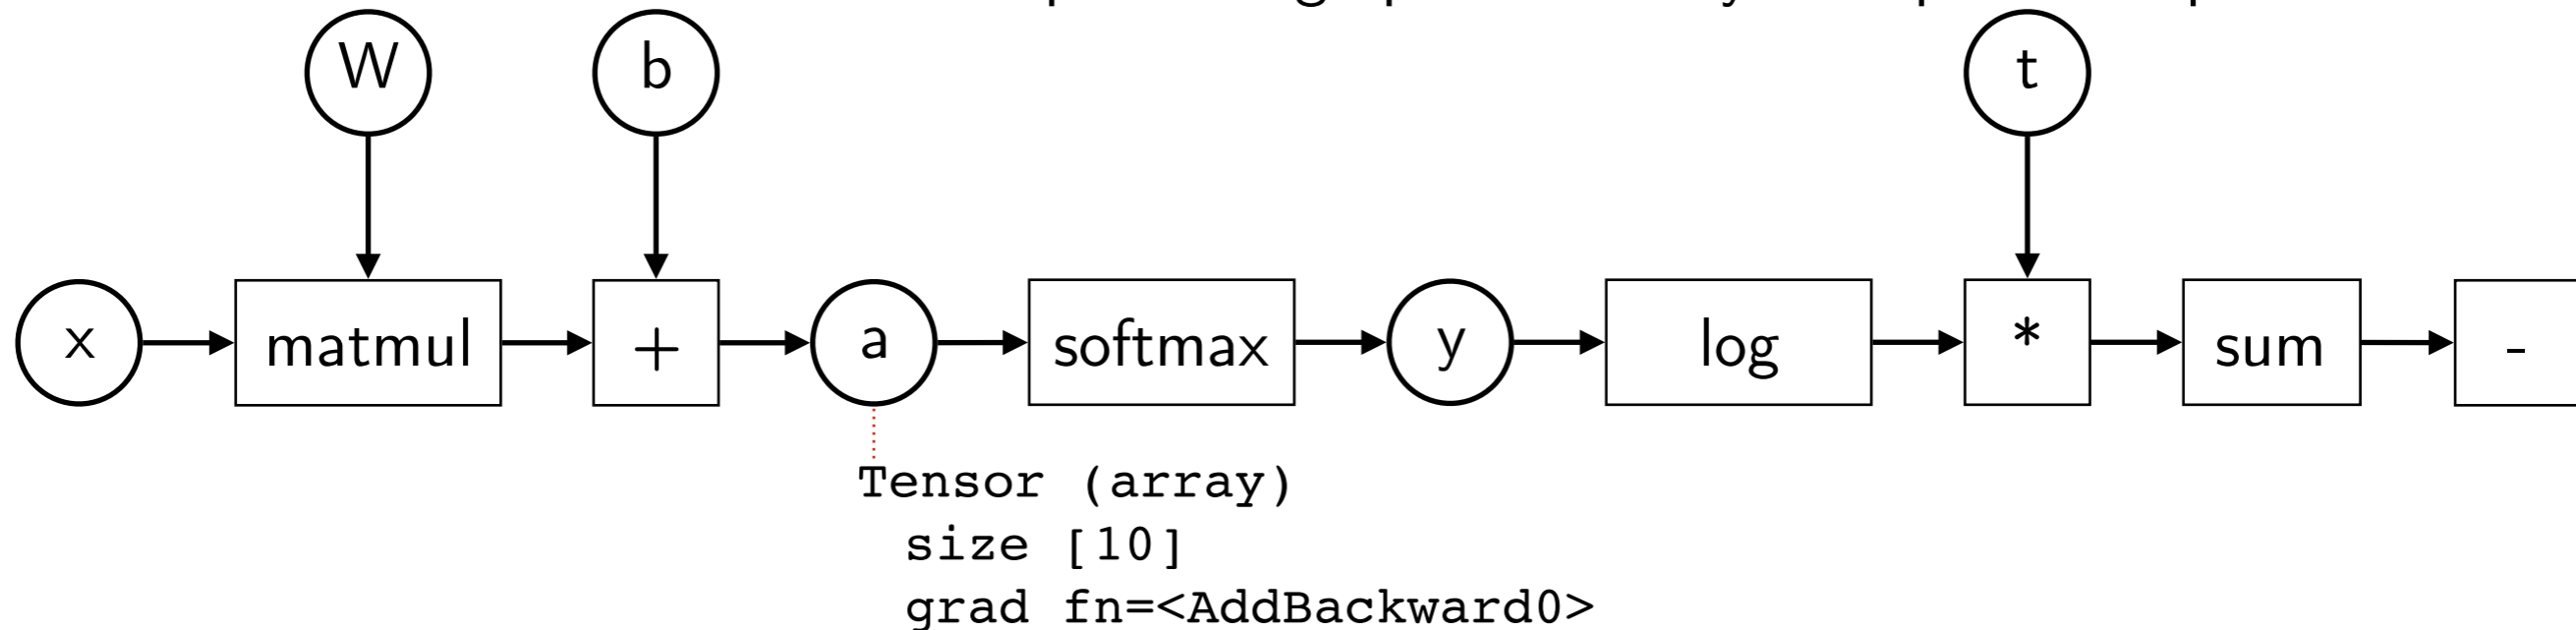 W b t
x matmul + a softmax y log * sum -
Tensor (array)
size [10]
grad fn=<AddBackward0>